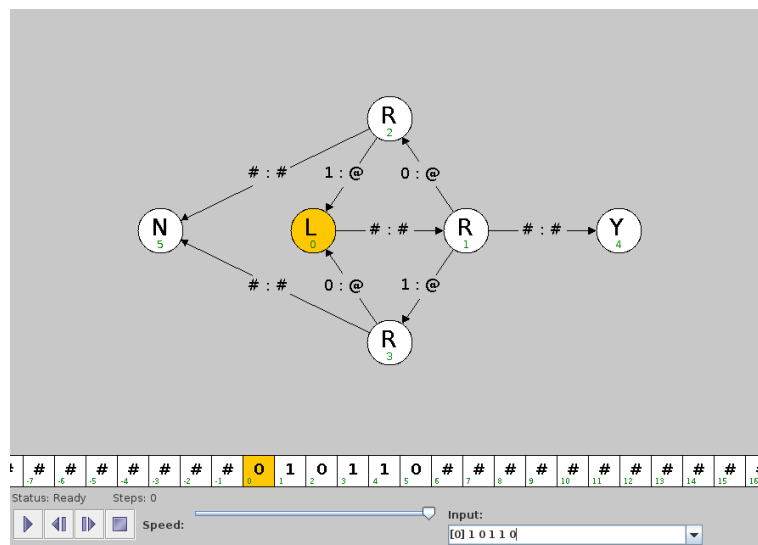 R
2
# : #
1 : @
0 : @
N
5
L
0
# : #
R
1
# : #
Y
4
# : #
0 : @
1 : @
R
3
# # # # # # # 0 1 0 1 1 0 # # # # # # # # # #
-7 -6 -5 -4 -3 -2 -1 0 1 2 3 4 5 6 7 8 9 10 11 12 13 14 15 16
Status: Ready Steps: 0
Speed:
Input:
[0] 1 0 1 1 0